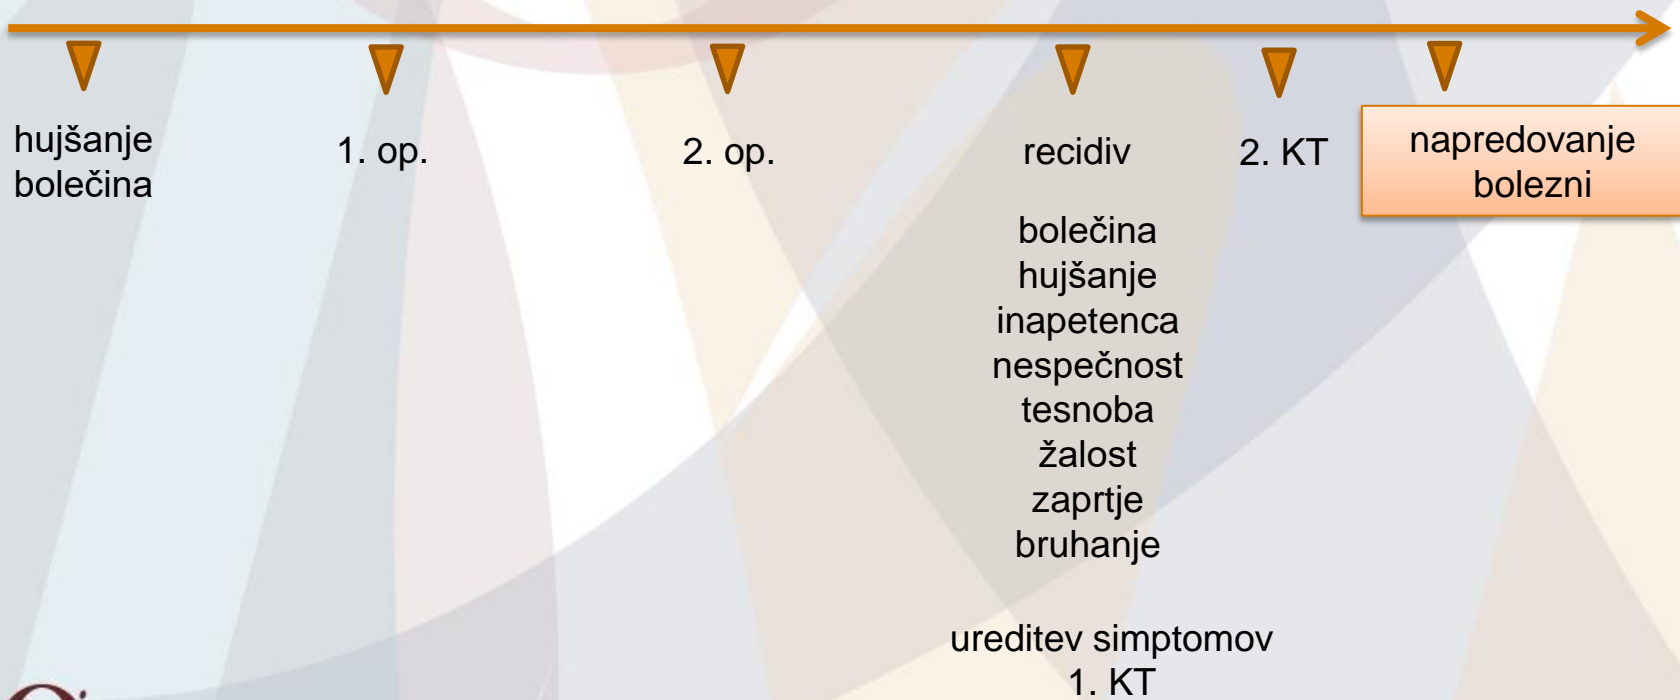 hujšanje
bolečina
1. op.
2. op.
recidiv
bolečina
hujšanje
inapetenca
nespečnost
tesnoba
žalost
zaprtje
bruhanje
ureditev simptomov
1. KT
2. KT
napredovanje
bolezni